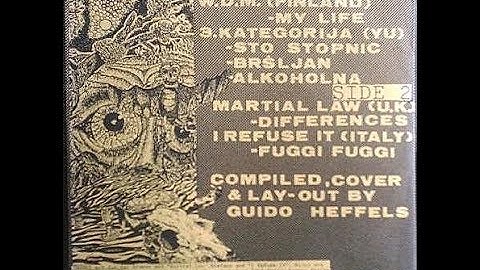 W.D.M. (FINLAND)
-MY LIFE
3.KATEGORIJA (YU)
-STO STOPNIC
-BRŠLJAN
-ALKOHOLNA
SIDE 2
MARTIAL LAW (U.K)
-DIFFERENCES
I REFUSE IT (ITALY)
-FUGGI FUGGI
COMPILED,COVER
& LAY-OUT BY
GUIDO HEFFELS